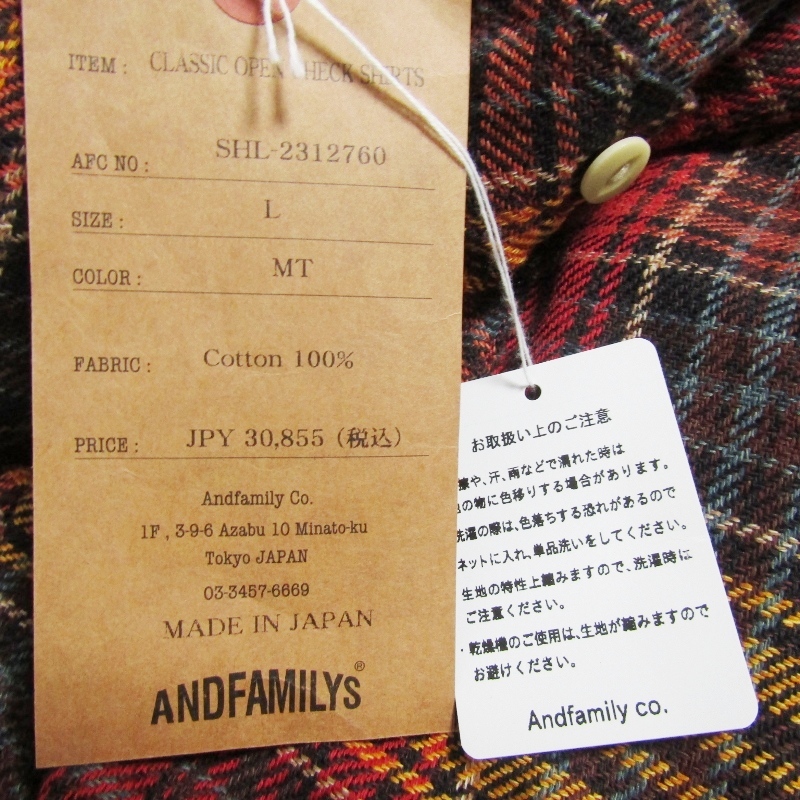 ITEM : CLASSIC OPEN CHECK SHIRTS
AFC NO : SHL-2312760
SIZE : L
COLOR : MT
FABRIC : Cotton 100%
PRICE : JPY 30,855 (税込)
Andfamily Co.
1F , 3-9-6 Azabu 10 Minato-ku
Tokyo JAPAN
03-3457-6669
MADE IN JAPAN
ANDFAMILYS®
お取扱い上のご注意
擦や、汗、雨などで濡れた時は
の物に色移りする場合があります。
洗濯の際は、色落ちする恐れがあるので
ネットに入れ、単品洗いをしてください。
生地の特性上縮みますので、洗濯時に
ご注意ください。
・乾燥機のご使用は、生地が縮みますので
お避けください。
Andfamily co.